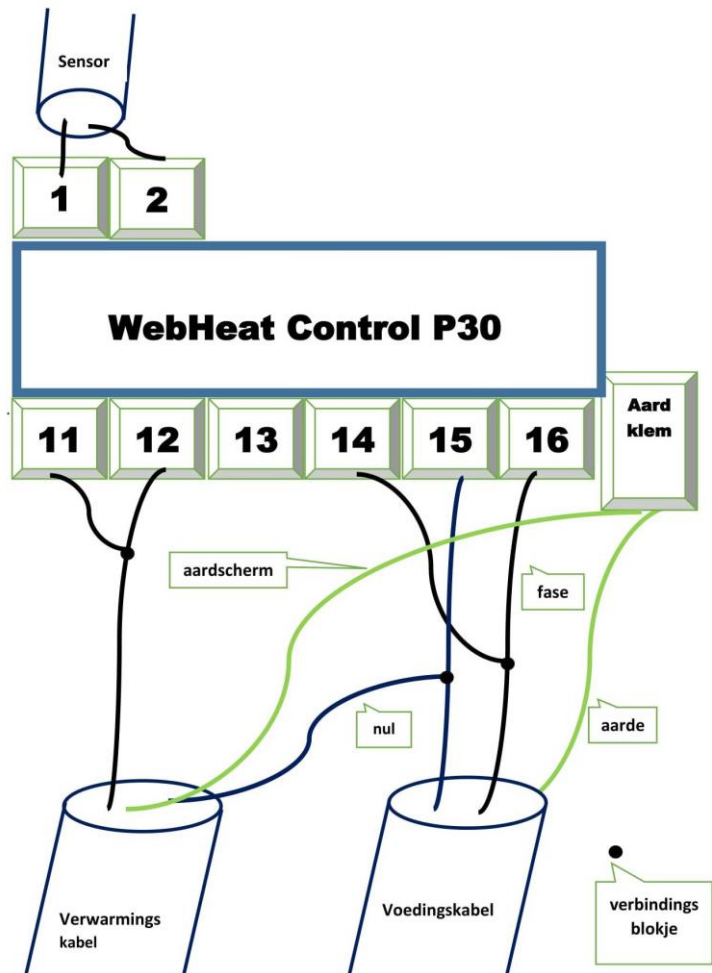 Sensor
1
2
WebHeat Control P30
Aard
klem
11
12
13
14
15
16
aardscherm
fase
nul
aarde
Verwarmings
kabel
Voedingskabel
verbindings
blokje